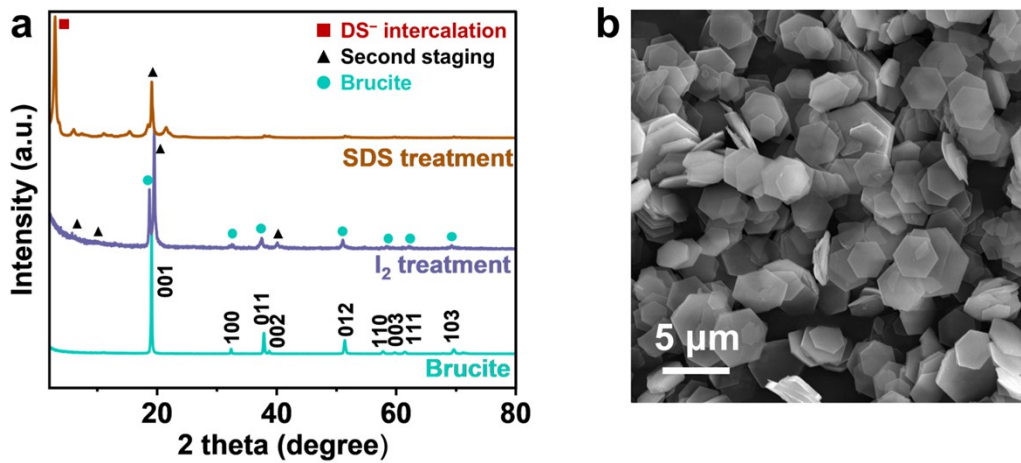 a
b
■ DS⁻ intercalation
▲ Second staging
● Brucite
SDS treatment
I₂ treatment
001
100
011
002
012
110
003
111
103
Brucite
Intensity (a.u.)
20
40
60
80
2 theta (degree)
5 μm